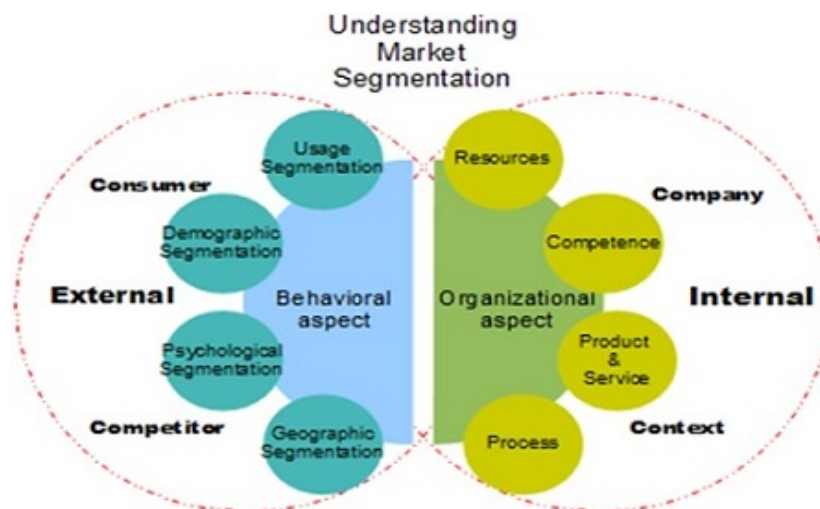 Understanding
Market
Segmentation
Usage
Segmentation
Consumer
Demographic
Segmentation
External
Behavioral
aspect
Psychological
Segmentation
Competitor
Geographic
Segmentation
Resources
Company
Competence
Organizational
aspect
Internal
Product
&
Service
Context
Process